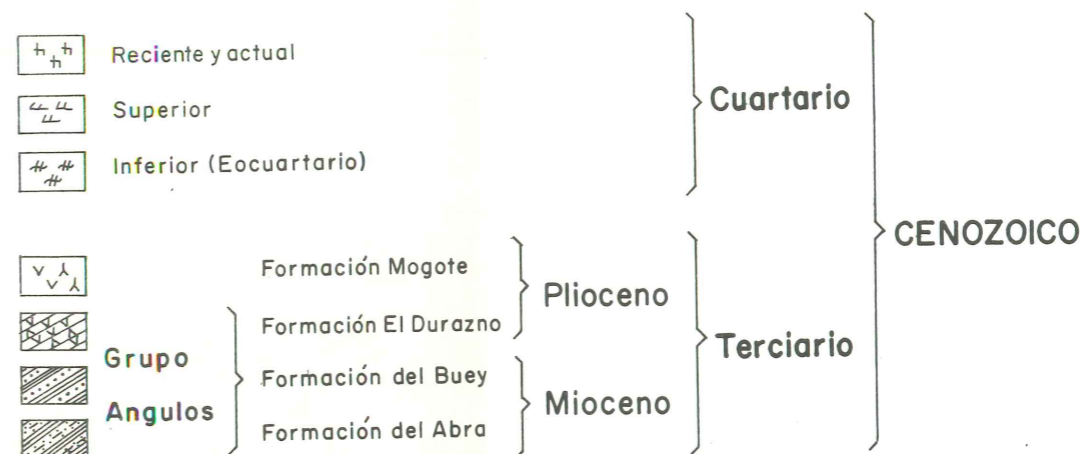 Reciente y actual
Superior
Inferior (Eocuartario)
Cuartario
CENOZOICO
Formación Mogote
Formación El Durazno
Plioceno
Terciario
Grupo
Angulos
Formación del Buey
Formación del Abra
Mioceno